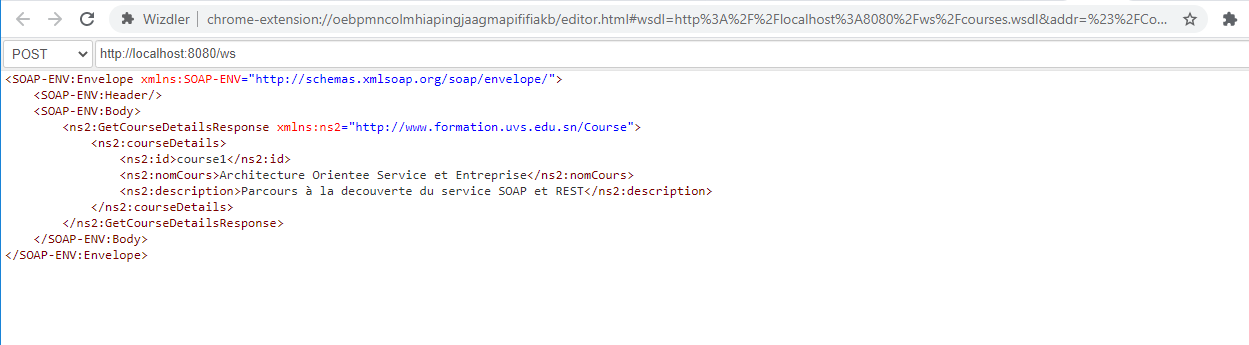 Wizdler chrome-extension://oebpmncolmhiapingjaagmapififiakb/editor.html#wsdl=http%3A%2F%2Flocalhost%3A8080%2Fws%2Fcourses.wsdl&addr=%23%2FCo...
POST http://localhost:8080/ws
<SOAP-ENV:Envelope xmlns:SOAP-ENV="http://schemas.xmlsoap.org/soap/envelope/">
<SOAP-ENV:Header/>
<SOAP-ENV:Body>
<ns2:GetCourseDetailsResponse xmlns:ns2="http://www.formation.uvs.edu.sn/Course">
<ns2:courseDetails>
<ns2:id>course1</ns2:id>
<ns2:nomCours>Architecture Orientee Service et Entreprise</ns2:nomCours>
<ns2:description>Parcours à la decouverte du service SOAP et REST</ns2:description>
</ns2:courseDetails>
</ns2:GetCourseDetailsResponse>
</SOAP-ENV:Body>
</SOAP-ENV:Envelope>